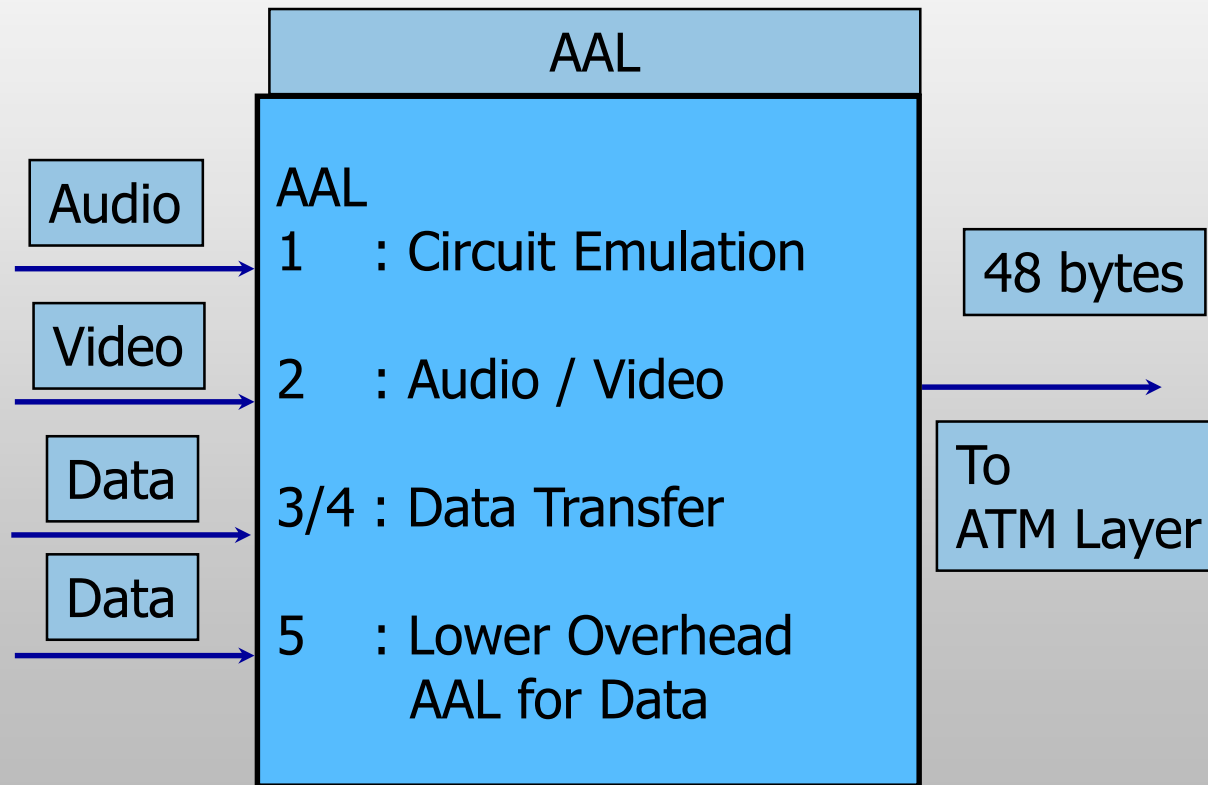 AAL
Audio
Video
Data
Data
AAL
1 : Circuit Emulation
2 : Audio / Video
3/4 : Data Transfer
5 : Lower Overhead
AAL for Data
48 bytes
To
ATM Layer